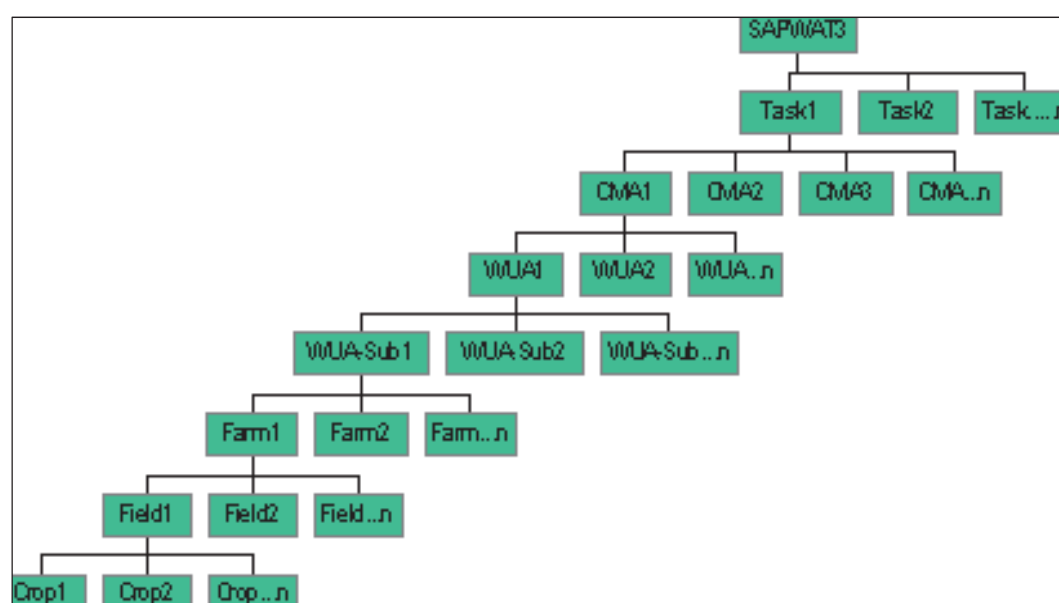 SAPWAT3
Task1 Task2 Task....n
CMA1 CMA2 CMA3 CMA...n
WUA1 WUA2 WUA...n
WUA-Sub1 WUA-Sub2 WUA-Sub...n
Farm1 Farm2 Farm...n
Field1 Field2 Field...n
Crop1 Crop2 Crop...n